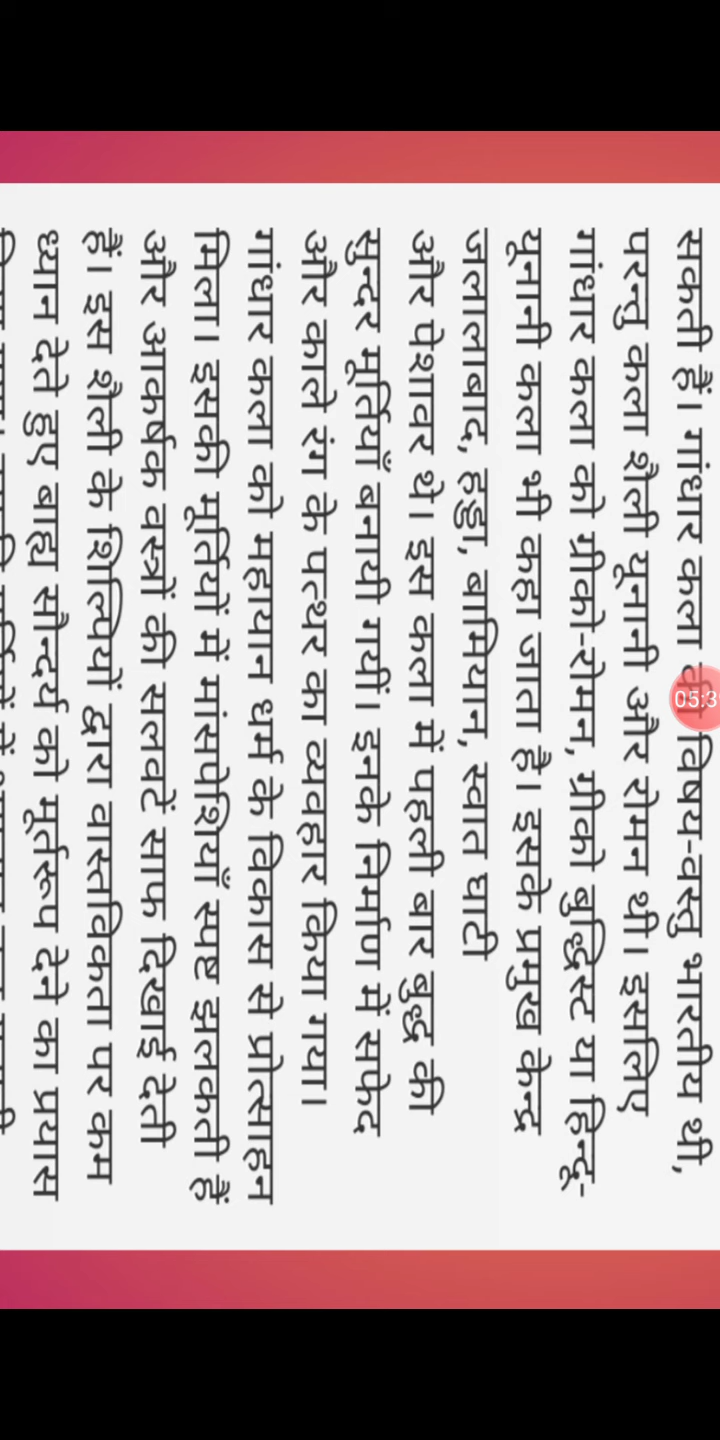 सकती हैं। गांधार कला की विषय-वस्तु भारतीय थी,
परन्तु कला शैली यूनानी और रोमन थी। इसलिए
गांधार कला को ग्रीको-रोमन, ग्रीको बुद्धिस्ट या हिन्दू-
यूनानी कला भी कहा जाता है। इसके प्रमुख केन्द्र
जलालाबाद, हड्डा, बामियान, स्वात घाटी
और पेशावर थे। इस कला में पहली बार बुद्ध की
सुन्दर मूर्तियाँ बनायी गयीं। इनके निर्माण में सफेद
और काले रंग के पत्थर का व्यवहार किया गया।
गांधार कला को महायान धर्म के विकास से प्रोत्साहन
मिला। इसकी मूर्तियों में मांसपेशियाँ स्पष्ट झलकती हैं
और आकर्षक वस्त्रों की सलवटें साफ दिखाई देती
हैं। इस शैली के शिल्पियों द्वारा वास्तविकता पर कम
ध्यान देते हुए बाह्य सौन्दर्य को मूर्तरूप देने का प्रयास